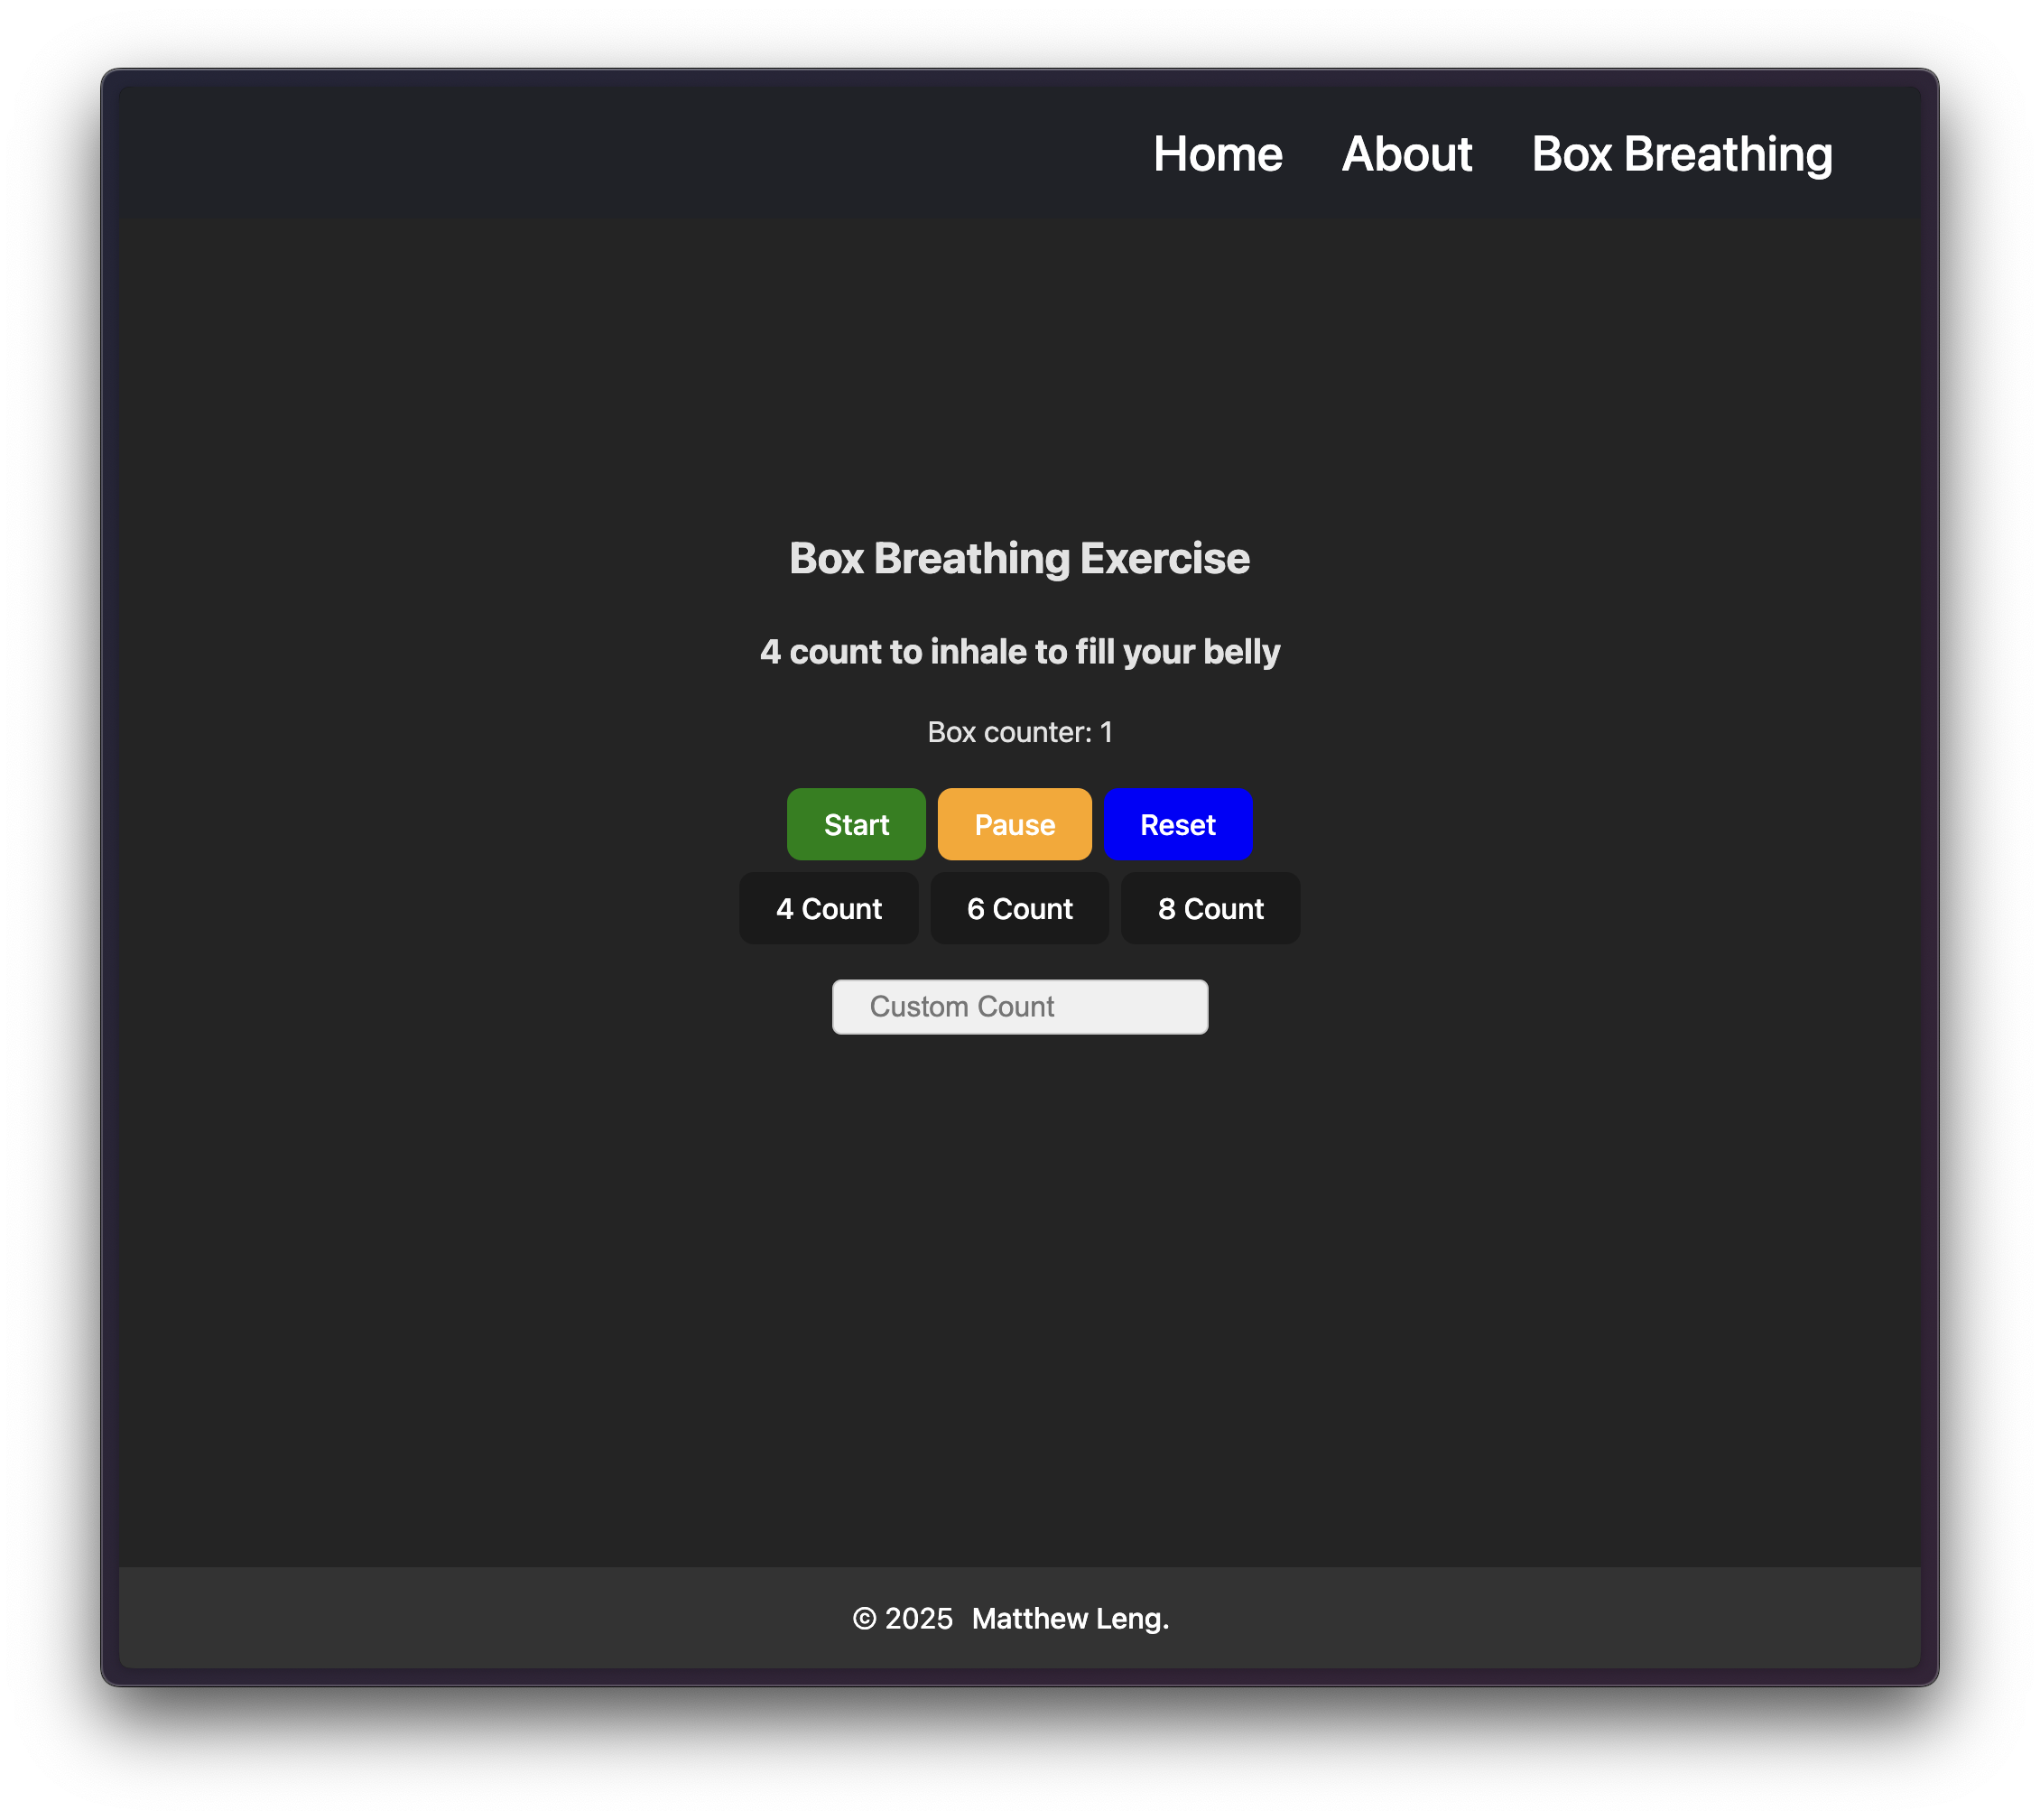 Home About Box Breathing
Box Breathing Exercise
4 count to inhale to fill your belly
Box counter: 1
Start Pause Reset
4 Count 6 Count 8 Count
Custom Count
© 2025 Matthew Leng.